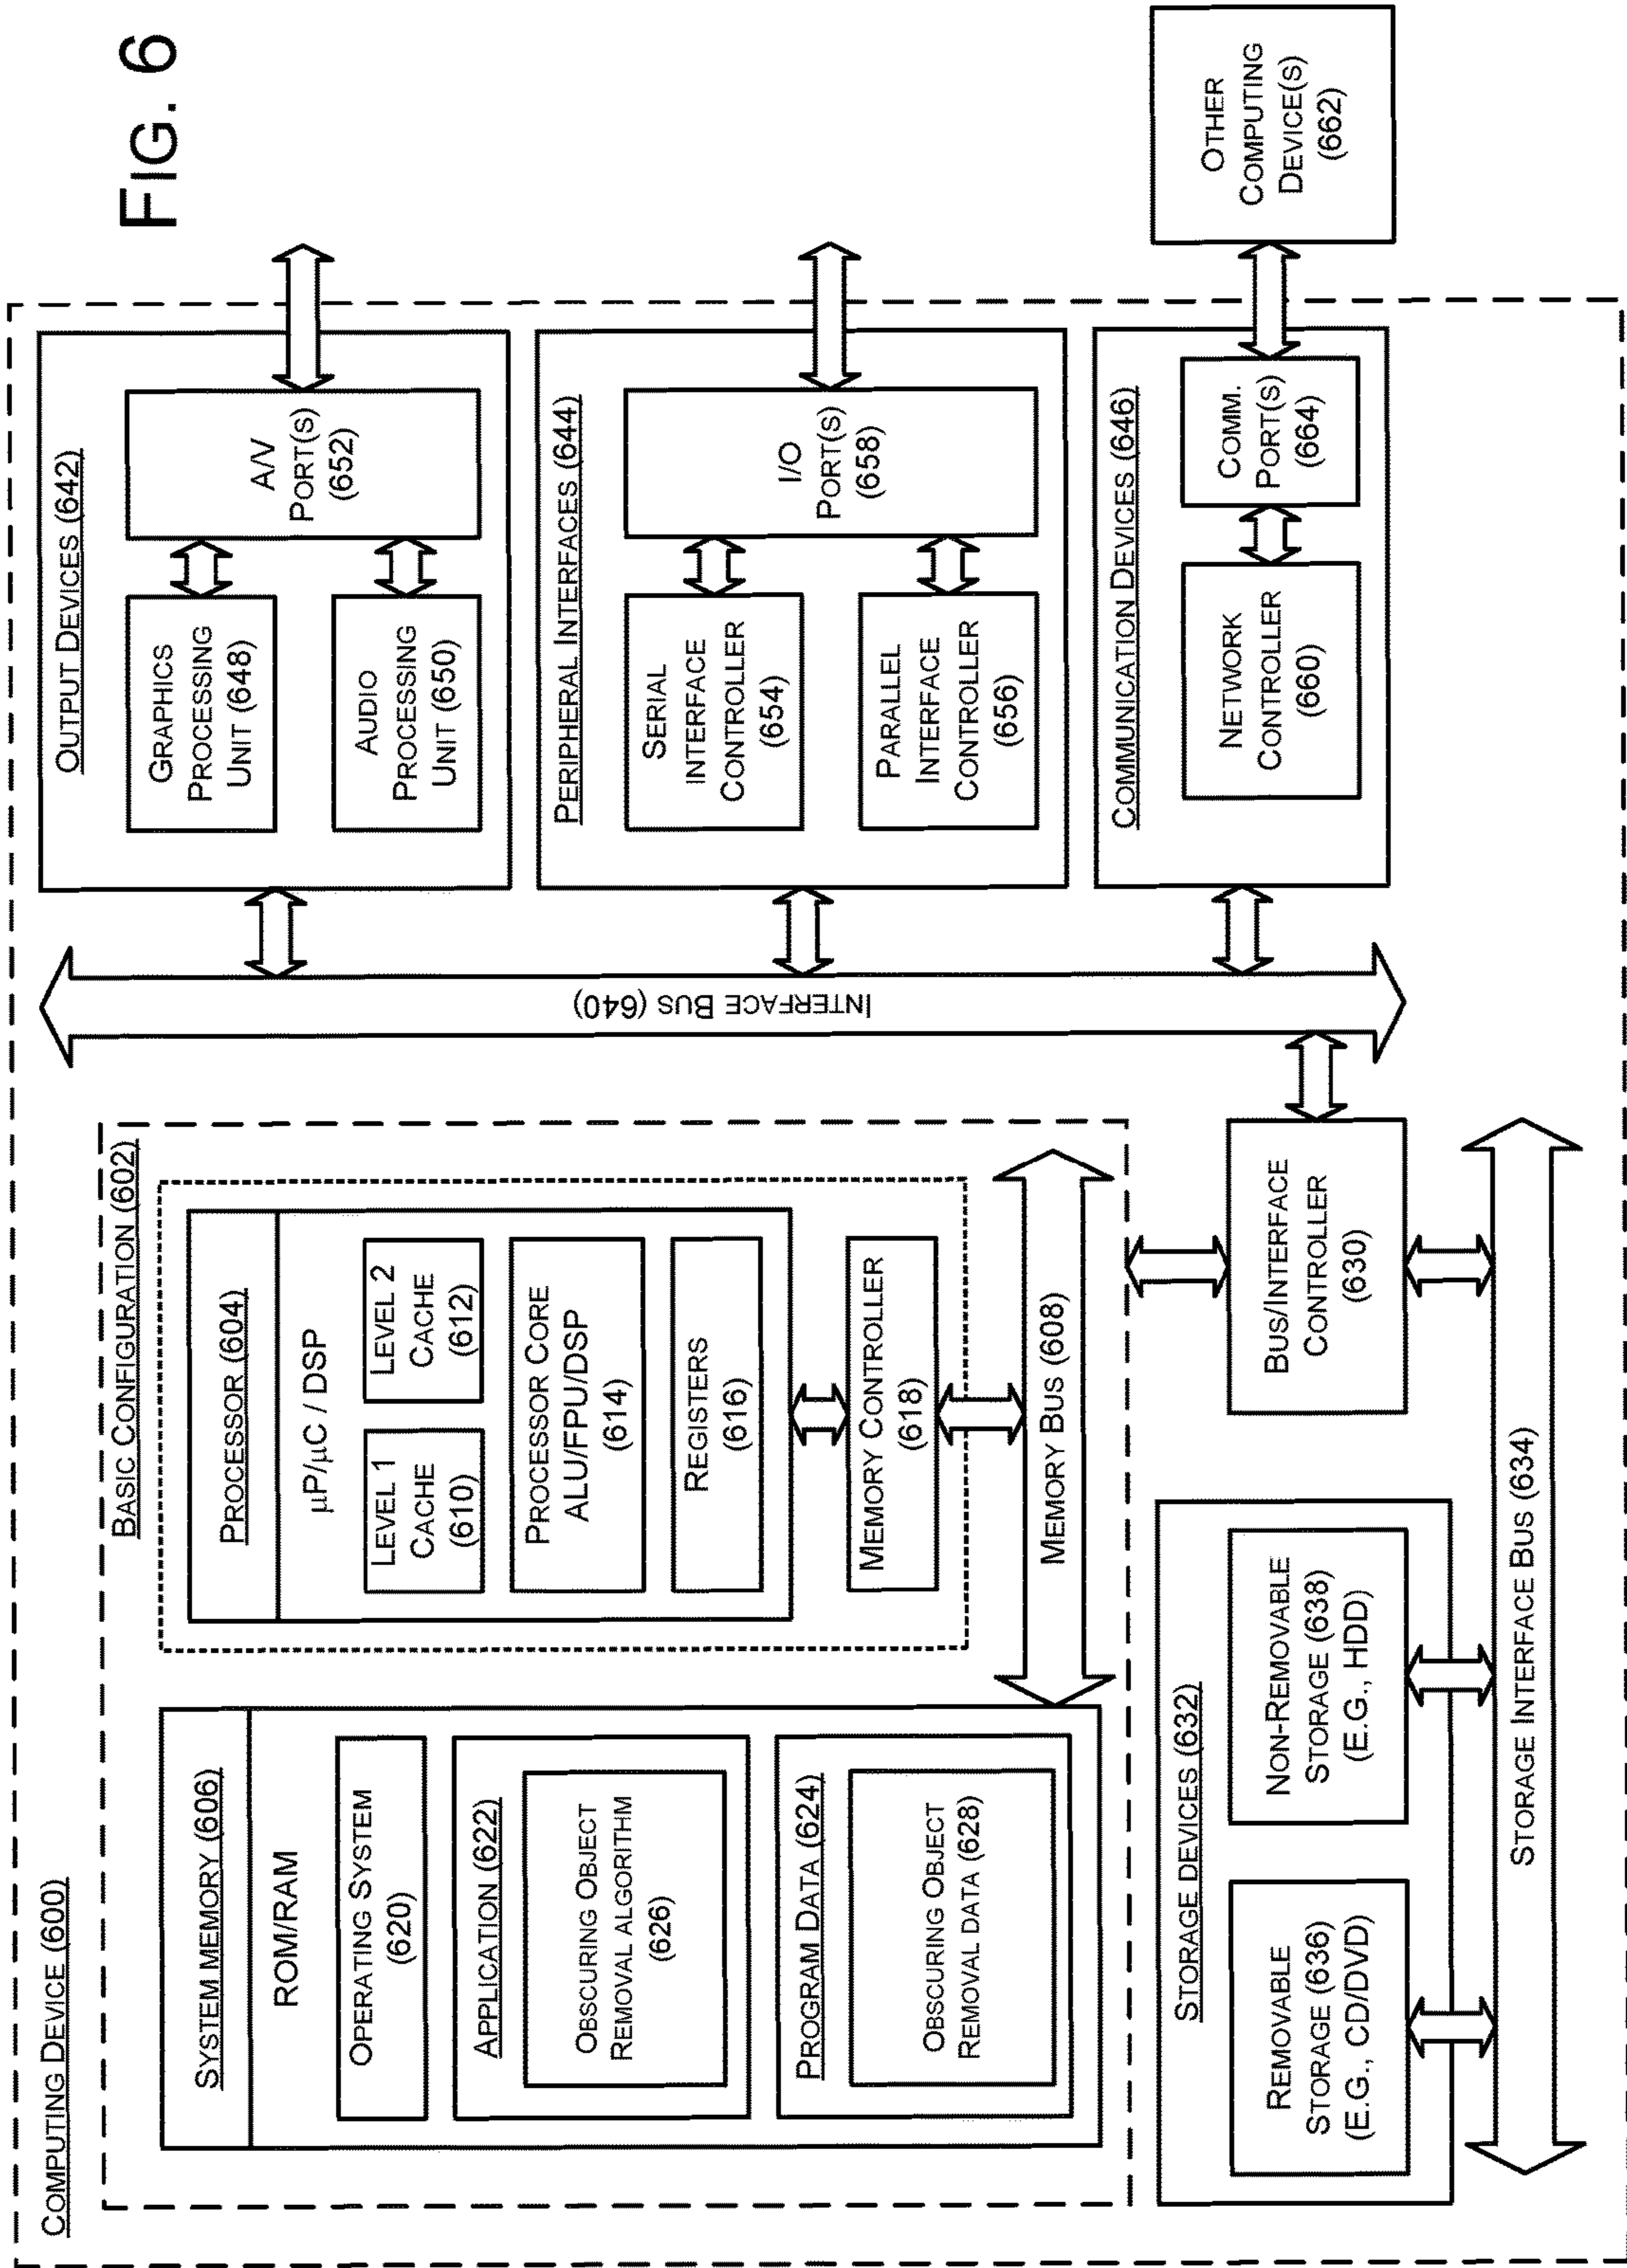 COMPUTING DEVICE (600)
BASIC CONFIGURATION (602)
SYSTEM MEMORY (606)
ROM/RAM
OPERATING SYSTEM
(620)
APPLICATION (622)
OBSCURING OBJECT
REMOVAL ALGORITHM
(626)
PROGRAM DATA (624)
OBSCURING OBJECT
REMOVAL DATA (628)
PROCESSOR (604)
µP/µC / DSP
LEVEL 1
CACHE
(610)
LEVEL 2
CACHE
(612)
PROCESSOR CORE
ALU/FPU/DSP
(614)
REGISTERS
(616)
MEMORY CONTROLLER
(618)
MEMORY BUS (608)
BUS/INTERFACE
CONTROLLER
(630)
STORAGE DEVICES (632)
REMOVABLE
STORAGE (636)
(E.G., CD/DVD)
NON-REMOVABLE
STORAGE (638)
(E.G., HDD)
STORAGE INTERFACE BUS (634)
INTERFACE BUS (640)
OUTPUT DEVICES (642)
GRAPHICS
PROCESSING
UNIT (648)
AUDIO
PROCESSING
UNIT (650)
A/V
PORT(S)
(652)
PERIPHERAL INTERFACES (644)
SERIAL
INTERFACE
CONTROLLER
(654)
PARALLEL
INTERFACE
CONTROLLER
(656)
I/O
PORT(S)
(658)
COMMUNICATION DEVICES (646)
NETWORK
CONTROLLER
(660)
COMM.
PORT(S)
(664)
OTHER
COMPUTING
DEVICE(S)
(662)
FIG. 6